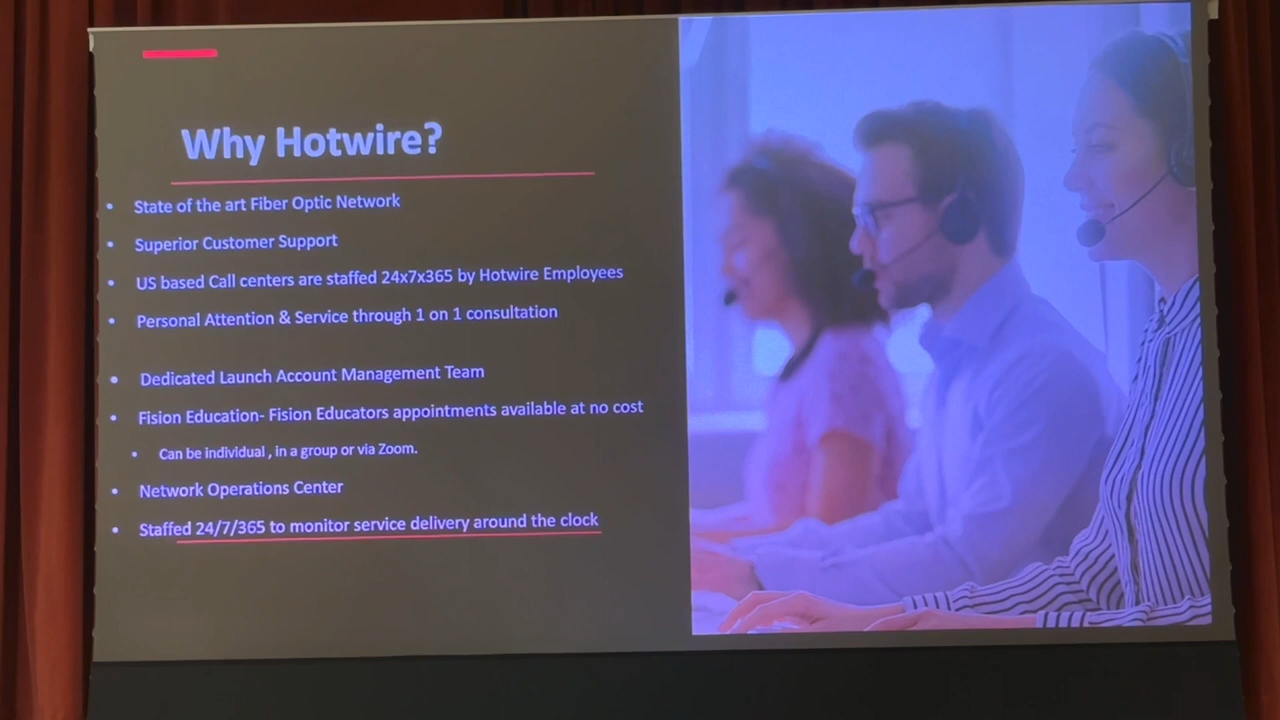 Why Hotwire?
• State of the art Fiber Optic Network
• Superior Customer Support
• US based Call centers are staffed 24x7x365 by Hotwire Employees
• Personal Attention & Service through 1 on 1 consultation
• Dedicated Launch Account Management Team
• Fision Education- Fision Educators appointments available at no cost
• Can be individual , in a group or via Zoom.
• Network Operations Center
• Staffed 24/7/365 to monitor service delivery around the clock